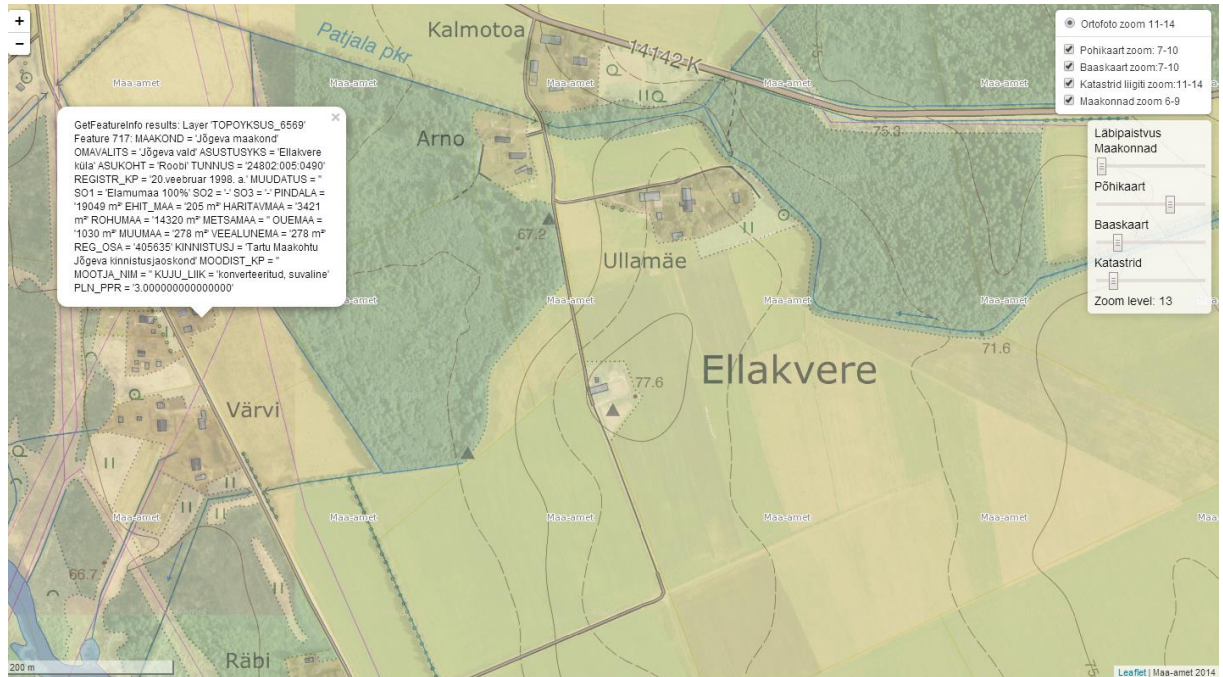 +
−
Patjala pkr
Kalmotoa
14142 K
Maa-amet
Maa-amet
Maa-amet
Maa-amet
Ortofoto zoom 11-14
Pohikaart zoom: 7-10
Baaskaart zoom:7-10
Katastrid liigiti zoom:11-14
Maakonnad zoom 6-9
×
GetFeatureInfo results: Layer 'TOPOYKSUS_6569'
Feature 717: MAAKOND = 'Jõgeva maakond'
OMAVALITS = 'Jõgeva vald' ASUSTUSYKS = 'Ellakvere
küla' ASUKOHT = 'Roobi' TUNNUS = '24802:005:0490'
REGISTR_KP = '20.veebruar 1998. a.' MUUDATUS = ''
SO1 = 'Elamumaa 100%' SO2 = '-' SO3 = '-' PINDALA =
'19049 m²' EHIT_MAA = '205 m²' HARITAVMAA = '3421
m²' ROHUMAA = '14320 m²' METSAMAA = '' OUEMAA =
'1030 m²' MUUMAA = '278 m²' VEEALUNEMA = '278 m²'
REG_OSA = '405635' KINNISTUSJ = 'Tartu Maakohtu
Jõgeva kinnistusjaoskond' MOODIST_KP = ''
MOOTJA_NIM = '' KUJU_LIIK = 'konverteeritud, suvaline'
PLN_PPR = '3.000000000000000'
Arno
75.3
Läbipaistvus
Maakonnad
Põhikaart
Baaskaart
Katastrid
Zoom level: 13
67.2
Ullamäe
Maa-amet
Maa-amet
Maa-amet
Maa-amet
71.6
77.6
Ellakvere
Värvi
Maa-amet
Maa-amet
Maa-amet
Maa-amet
Maa-amet
Maa
66.7
Räbi
75
200 m
Leaflet | Maa-amet 2014